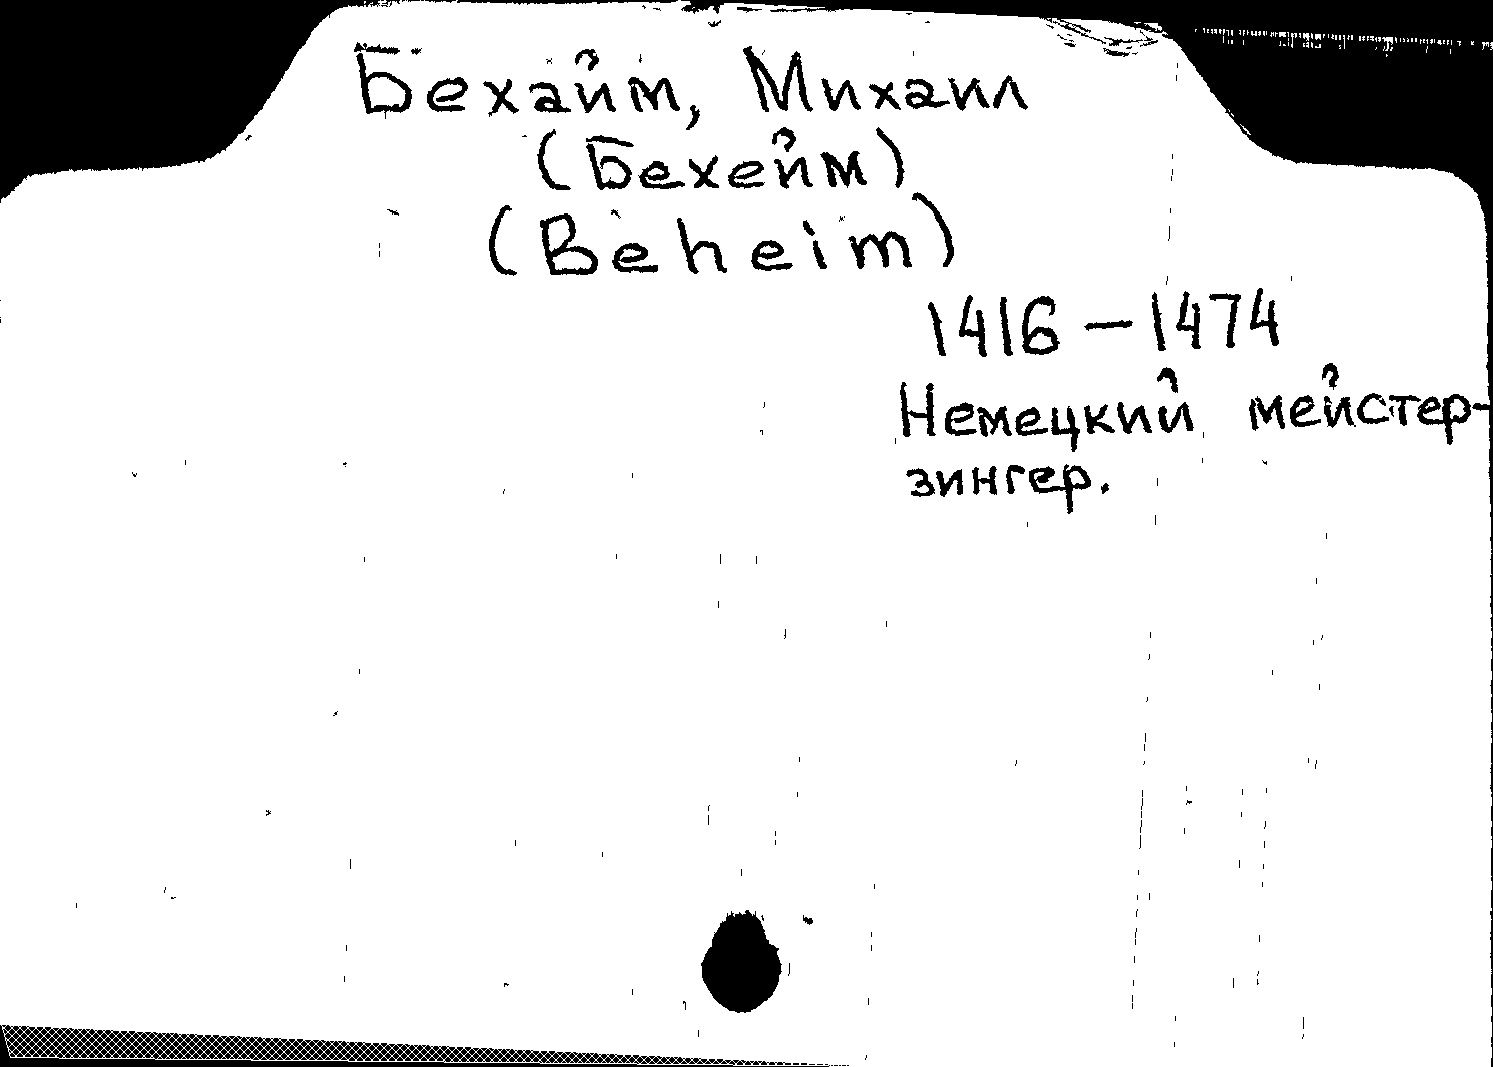 Бехайм, Михаил
(Бехейм)
(Beheim)
1416 – 1474
Немецкий мейстер-
зингер.